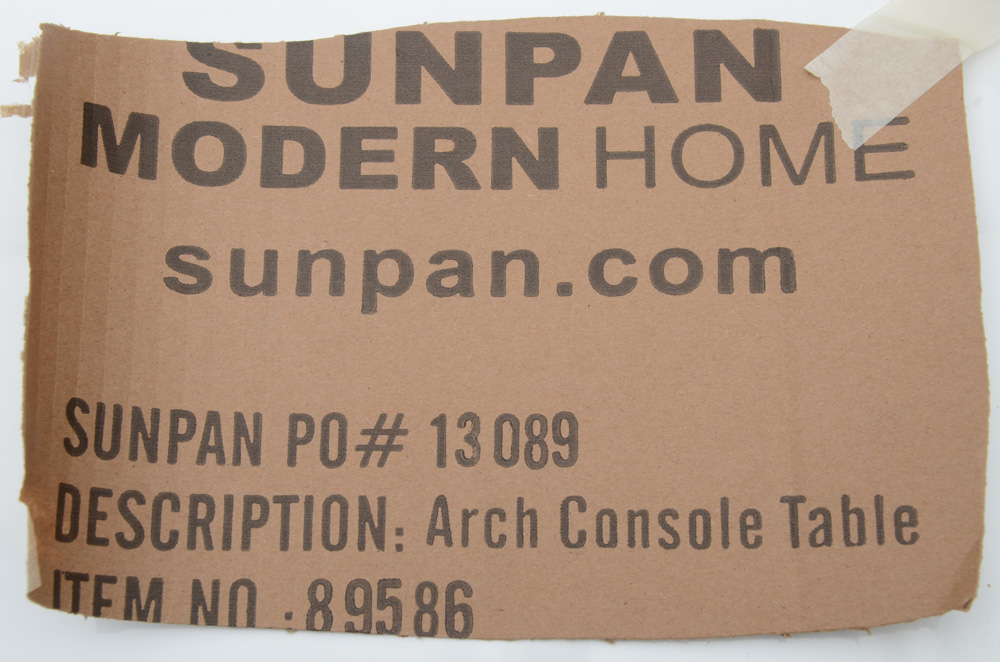 SUNPAN
MODERN HOME
sunpan.com
SUNPAN PO# 13089
DESCRIPTION: Arch Console Table
ITEM NO.:89586